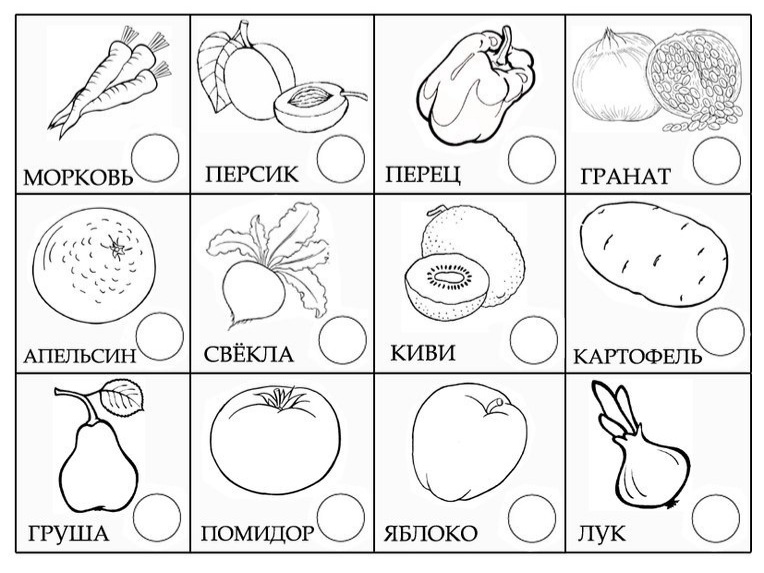 МОРКОВЬ
ПЕРСИК
ПЕРЕЦ
ГРАНАТ
АПЕЛЬСИН
СВЁКЛА
КИВИ
КАРТОФЕЛЬ
ГРУША
ПОМИДОР
ЯБЛОКО
ЛУК